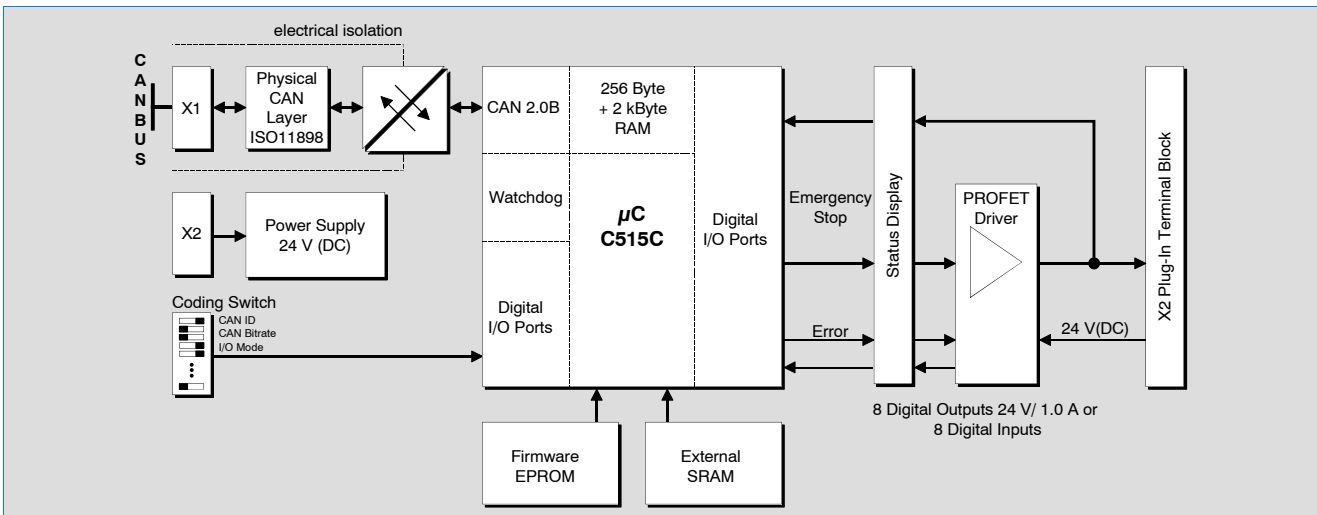 electrical isolation
C
A
N
B
U
S
X1
Physical
CAN
Layer
ISO11898
CAN 2.0B
256 Byte
+ 2 kByte
RAM
Watchdog
µC
C515C
Digital
I/O Ports
Digital
I/O Ports
X2
Power Supply
24 V (DC)
Coding Switch
CAN ID
CAN Bitrate
I/O Mode
Firmware
EPROM
External
SRAM
Emergency
Stop
Error
Status Display
PROFET
Driver
24 V(DC)
X2 Plug-In Terminal Block
8 Digital Outputs 24 V/ 1.0 A or
8 Digital Inputs